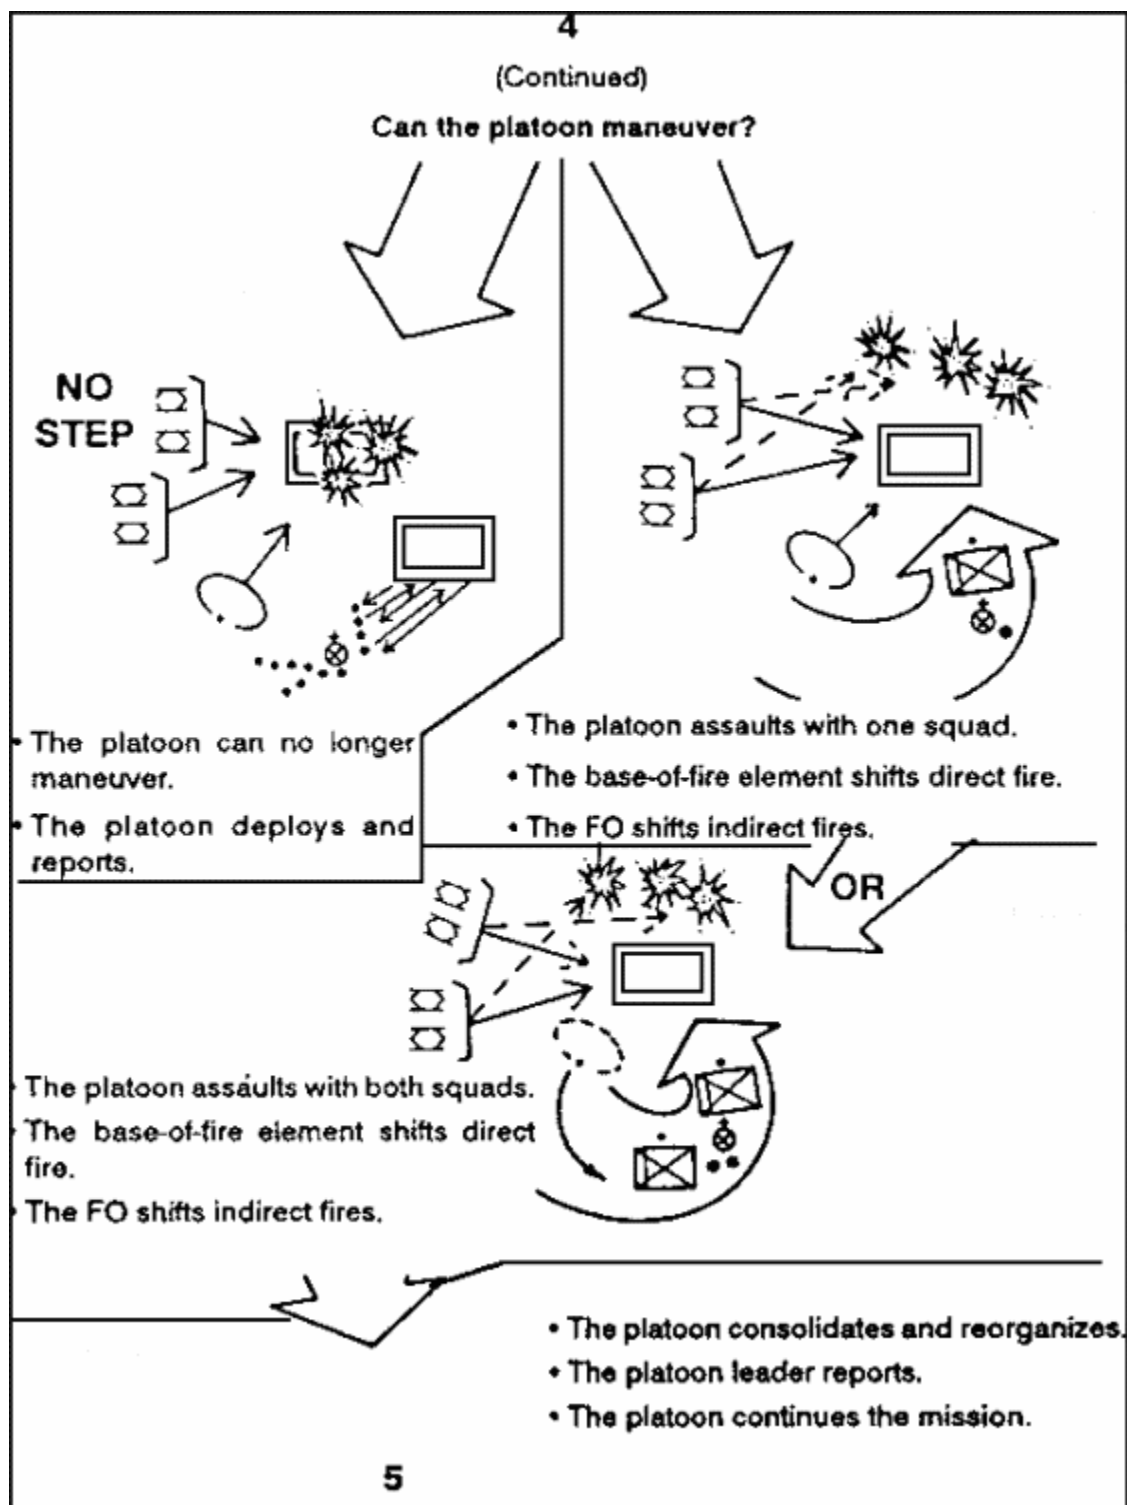 4
(Continued)
Can the platoon maneuver?
NO
STEP
• The platoon can no longer
maneuver.
• The platoon deploys and
reports.
• The platoon assaults with one squad.
• The base-of-fire element shifts direct fire.
• The FO shifts indirect fires.
OR
• The platoon assaults with both squads.
• The base-of-fire element shifts direct
fire.
• The FO shifts indirect fires.
• The platoon consolidates and reorganizes.
• The platoon leader reports.
• The platoon continues the mission.
5